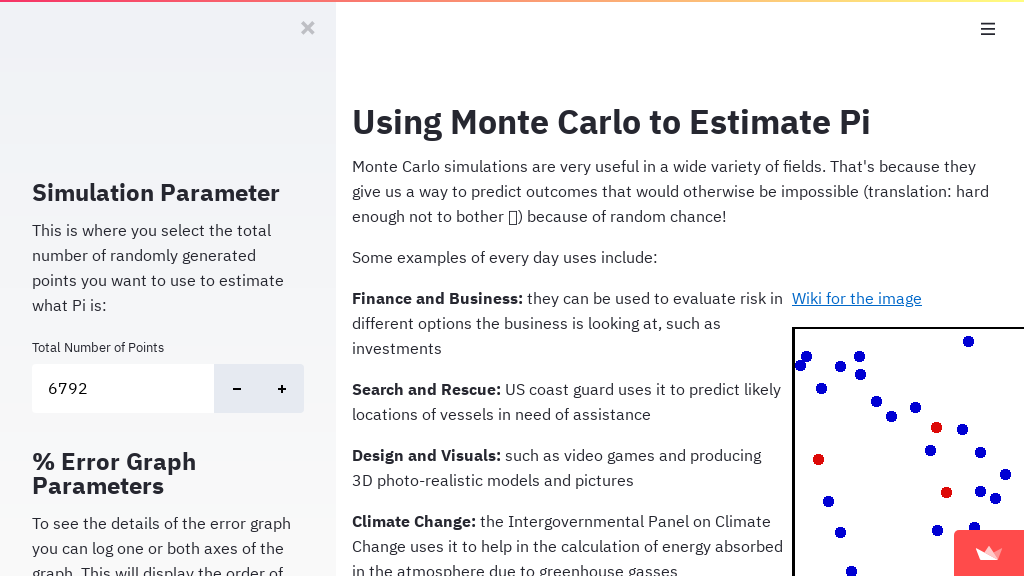 Simulation Parameter
This is where you select the total
number of randomly generated
points you want to use to estimate
what Pi is:
Total Number of Points
6792
% Error Graph
Parameters
To see the details of the error graph
you can log one or both axes of the
graph. This will display the order of
Using Monte Carlo to Estimate Pi
Monte Carlo simulations are very useful in a wide variety of fields. That's because they
give us a way to predict outcomes that would otherwise be impossible (translation: hard
enough not to bother ▯) because of random chance!
Some examples of every day uses include:
Finance and Business: they can be used to evaluate risk in
different options the business is looking at, such as
investments
Search and Rescue: US coast guard uses it to predict likely
locations of vessels in need of assistance
Design and Visuals: such as video games and producing
3D photo-realistic models and pictures
Climate Change: the Intergovernmental Panel on Climate
Change uses it to help in the calculation of energy absorbed
in the atmosphere due to greenhouse gasses
Wiki for the image